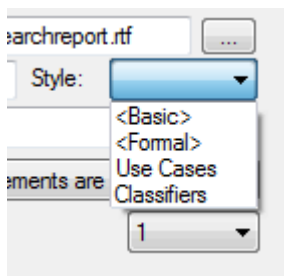 earchreport.rtf ...
Style:
<Basic>
<Formal>
Use Cases
ements are Classifiers
1